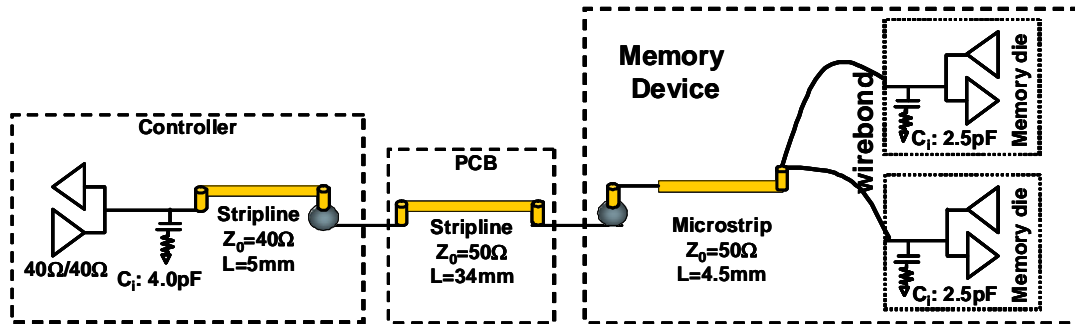 Controller
40Ω/40Ω
Cᵢ: 4.0pF
Stripline
Z₀=40Ω
L=5mm
PCB
Stripline
Z₀=50Ω
L=34mm
Memory
Device
Microstrip
Z₀=50Ω
L=4.5mm
wirebond
Cᵢ: 2.5pF
Memory die
Cᵢ: 2.5pF
Memory die